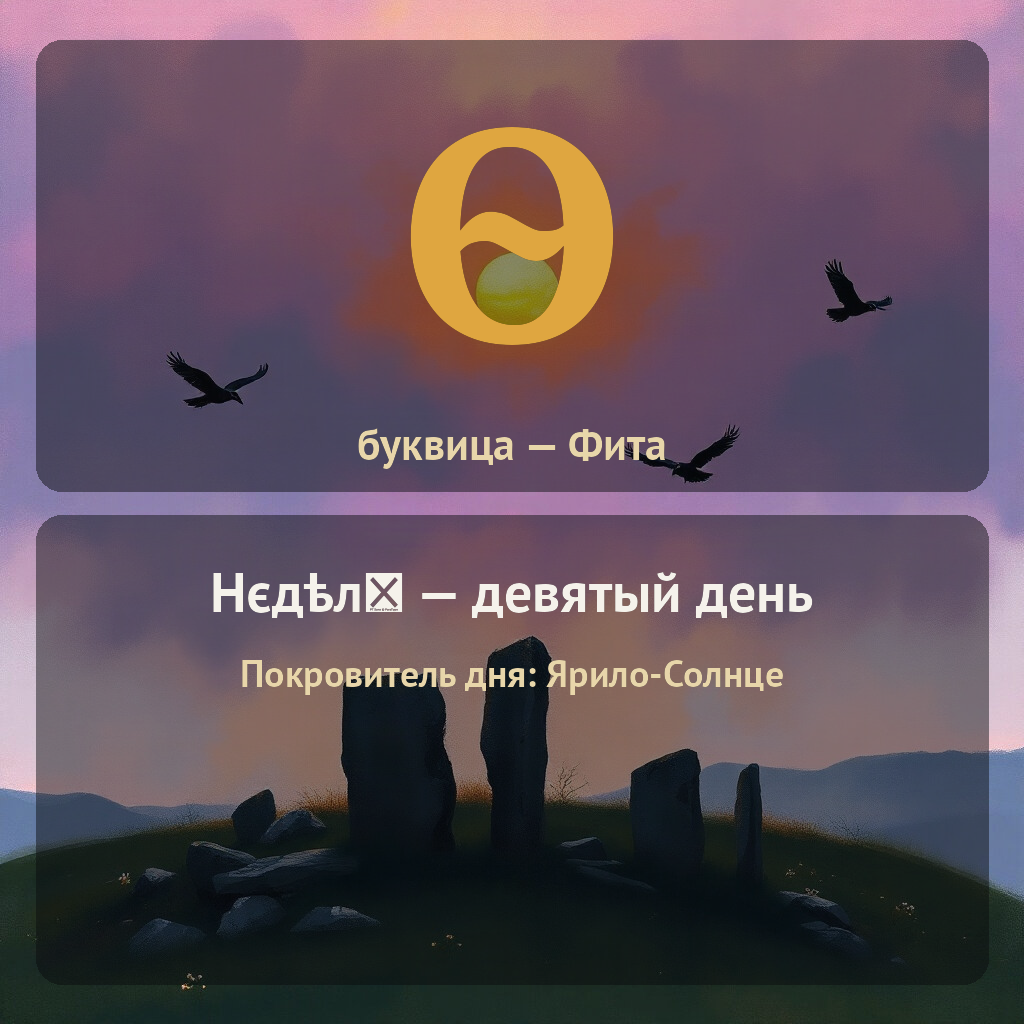 Ѳ
буквица — Фита
Нєдѣл — девятый день
Покровитель дня: Ярило-Солнце